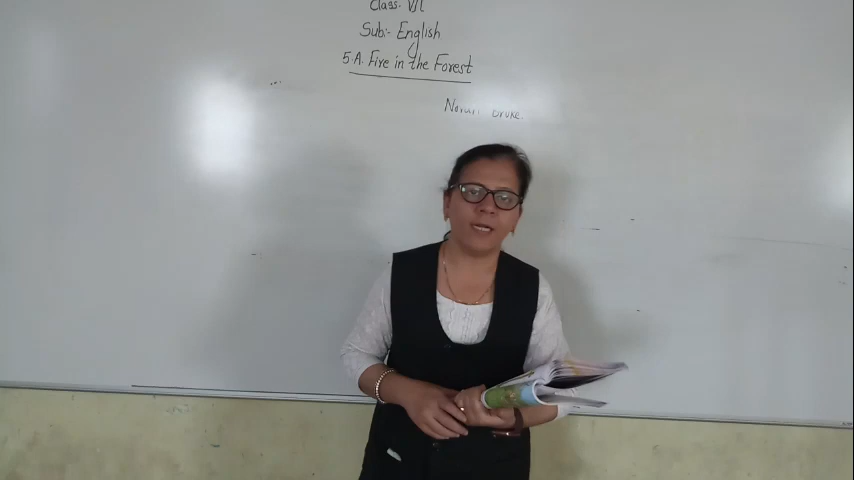 Class- VII
Sub:- English
5.A. Fire in the Forest